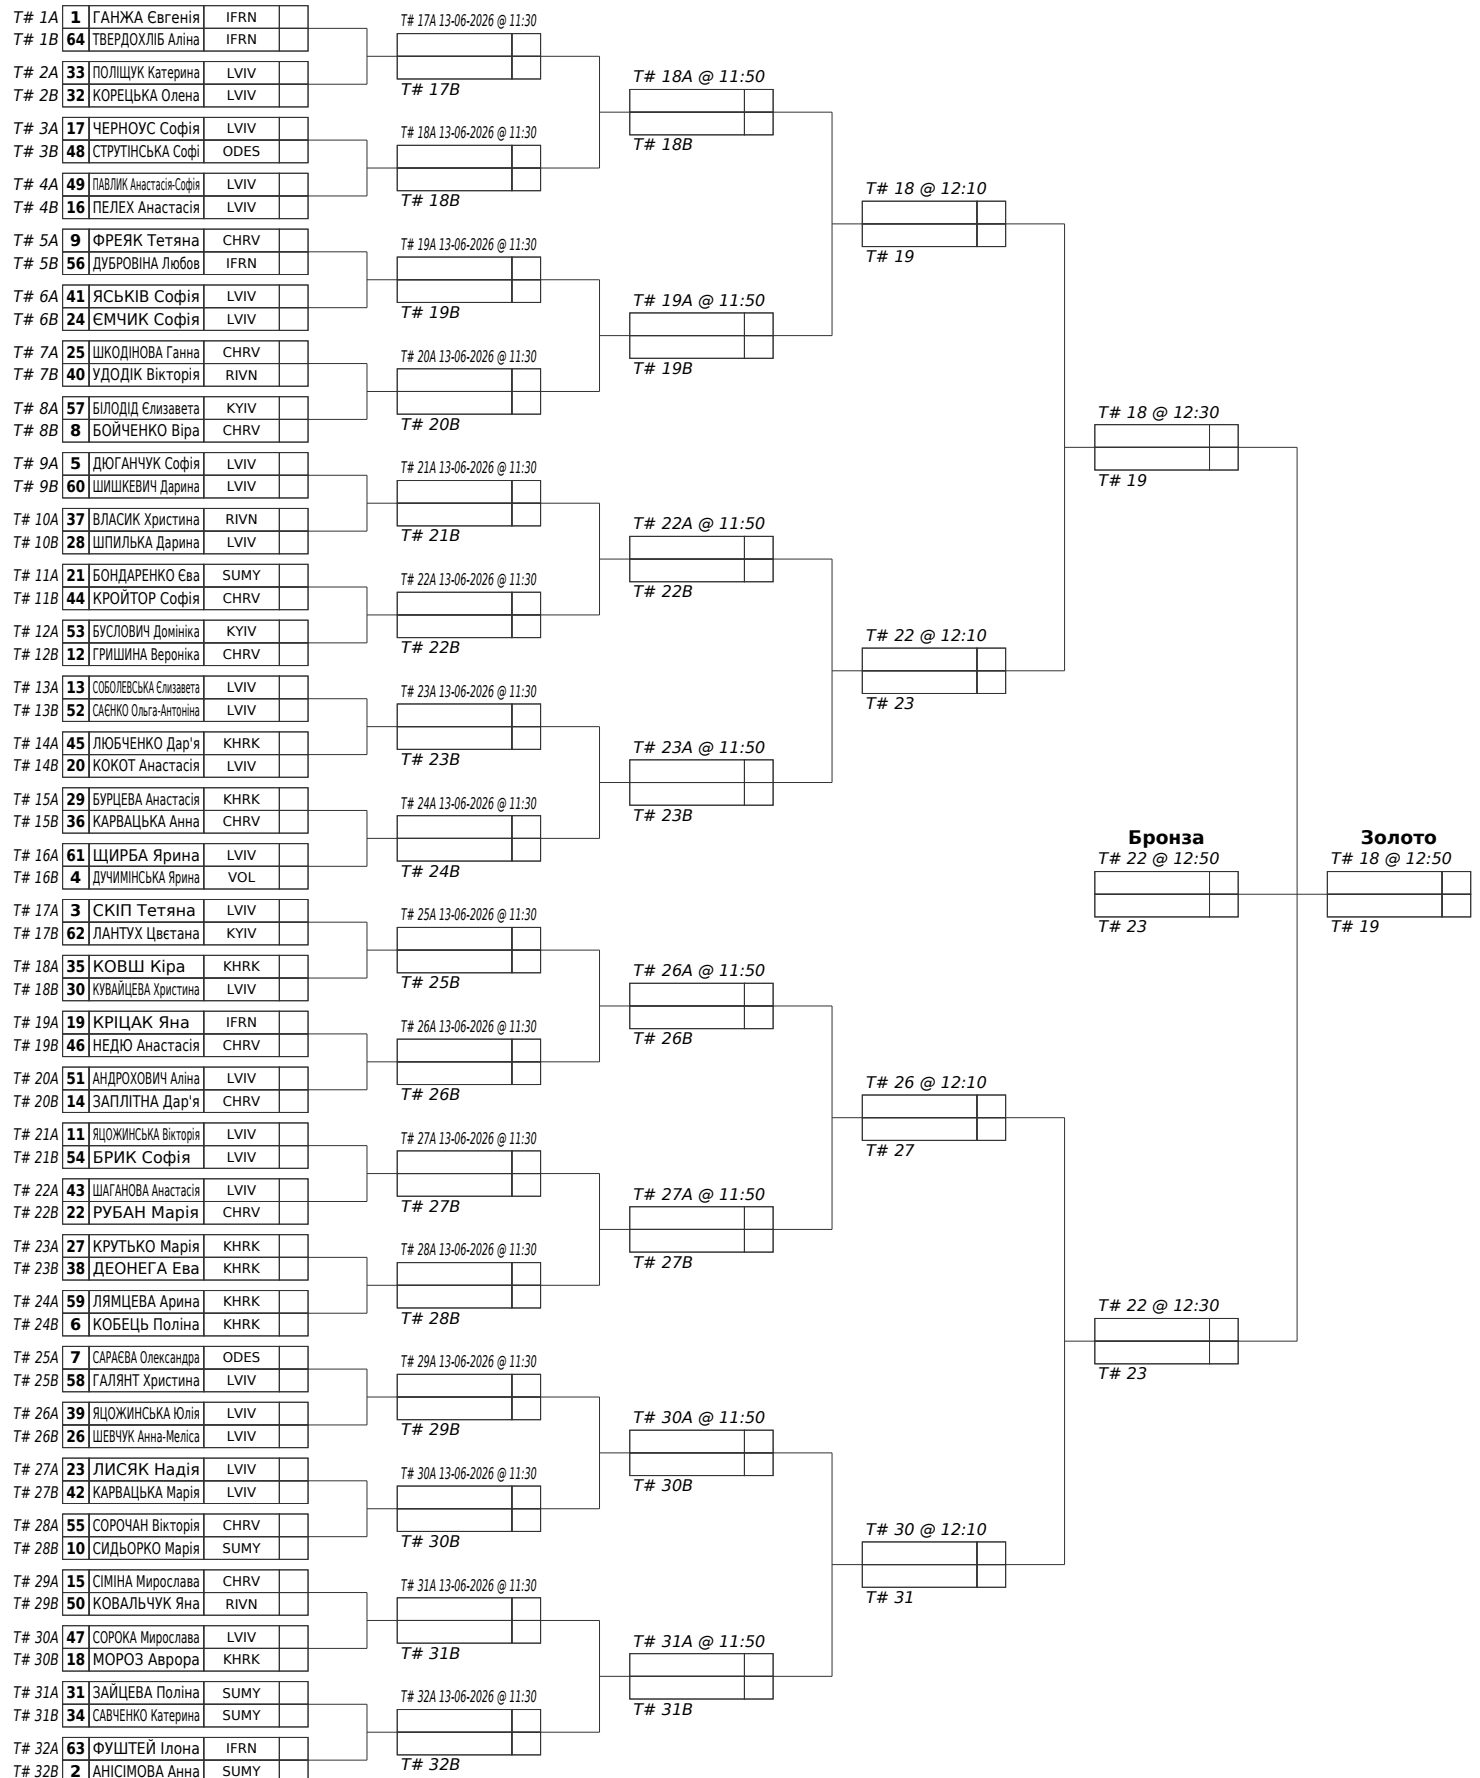 T# 1A 1 ГАНЖА Євгенія IFRN
T# 1B 64 ТВЕРДОХЛІБ Аліна IFRN
T# 2A 33 ПОЛІЩУК Катерина LVIV
T# 2B 32 КОРЕЦЬКА Олена LVIV
T# 3A 17 ЧЕРНОУС Софія LVIV
T# 3B 48 СТРУТІНСЬКА Софі ODES
T# 4A 49 ПАВЛИК Анастасія-Софія LVIV
T# 4B 16 ПЕЛЕХ Анастасія LVIV
T# 5A 9 ФРЕЯК Тетяна CHRV
T# 5B 56 ДУБРОВІНА Любов IFRN
T# 6A 41 ЯСЬКІВ Софія LVIV
T# 6B 24 ЄМЧИК Софія LVIV
T# 7A 25 ШКОДІНОВА Ганна CHRV
T# 7B 40 УДОДІК Вікторія RIVN
T# 8A 57 БІЛОДІД Єлизавета KYIV
T# 8B 8 БОЙЧЕНКО Віра CHRV
T# 9A 5 ДЮГАНЧУК Софія LVIV
T# 9B 60 ШИШКЕВИЧ Дарина LVIV
T# 10A 37 ВЛАСИК Христина RIVN
T# 10B 28 ШПИЛЬКА Дарина LVIV
T# 11A 21 БОНДАРЕНКО Єва SUMY
T# 11B 44 КРОЙТОР Софія CHRV
T# 12A 53 БУСЛОВИЧ Домініка KYIV
T# 12B 12 ГРИШИНА Вероніка CHRV
T# 13A 13 СОБОЛЕВСЬКА Єлизавета LVIV
T# 13B 52 САЄНКО Ольга-Антоніна LVIV
T# 14A 45 ЛЮБЧЕНКО Дар'я KHRK
T# 14B 20 КОКОТ Анастасія LVIV
T# 15A 29 БУРЦЕВА Анастасія KHRK
T# 15B 36 КАРВАЦЬКА Анна CHRV
T# 16A 61 ЩИРБА Ярина LVIV
T# 16B 4 ДУЧИМІНСЬКА Ярина VOL
T# 17A 3 СКІП Тетяна LVIV
T# 17B 62 ЛАНТУХ Цвєтана KYIV
T# 18A 35 КОВШ Кіра KHRK
T# 18B 30 КУВАЙЦЕВА Христина LVIV
T# 19A 19 КРІЦАК Яна IFRN
T# 19B 46 НЕДЮ Анастасія CHRV
T# 20A 51 АНДРОХОВИЧ Аліна LVIV
T# 20B 14 ЗАПЛІТНА Дар'я CHRV
T# 21A 11 ЯЦОЖИНСЬКА Вікторія LVIV
T# 21B 54 БРИК Софія LVIV
T# 22A 43 ШАГАНОВА Анастасія LVIV
T# 22B 22 РУБАН Марія CHRV
T# 23A 27 КРУТЬКО Марія KHRK
T# 23B 38 ДЕОНЕГА Ева KHRK
T# 24A 59 ЛЯМЦЕВА Арина KHRK
T# 24B 6 КОБЕЦЬ Поліна KHRK
T# 25A 7 САРАЄВА Олександра ODES
T# 25B 58 ГАЛЯНТ Христина LVIV
T# 26A 39 ЯЦОЖИНСЬКА Юлія LVIV
T# 26B 26 ШЕВЧУК Анна-Меліса LVIV
T# 27A 23 ЛИСЯК Надія LVIV
T# 27B 42 КАРВАЦЬКА Марія LVIV
T# 28A 55 СОРОЧАН Вікторія CHRV
T# 28B 10 СИДЬОРКО Марія SUMY
T# 29A 15 СІМІНА Мирослава CHRV
T# 29B 50 КОВАЛЬЧУК Яна RIVN
T# 30A 47 СОРОКА Мирослава LVIV
T# 30B 18 МОРОЗ Аврора KHRK
T# 31A 31 ЗАЙЦЕВА Поліна SUMY
T# 31B 34 САВЧЕНКО Катерина SUMY
T# 32A 63 ФУШТЕЙ Ілона IFRN
T# 32B 2 АНІСІМОВА Анна SUMY
T# 17A 13-06-2026 @ 11:30
T# 17B
T# 18A 13-06-2026 @ 11:30
T# 18B
T# 19A 13-06-2026 @ 11:30
T# 19B
T# 20A 13-06-2026 @ 11:30
T# 20B
T# 21A 13-06-2026 @ 11:30
T# 21B
T# 22A 13-06-2026 @ 11:30
T# 22B
T# 23A 13-06-2026 @ 11:30
T# 23B
T# 24A 13-06-2026 @ 11:30
T# 24B
T# 25A 13-06-2026 @ 11:30
T# 25B
T# 26A 13-06-2026 @ 11:30
T# 26B
T# 27A 13-06-2026 @ 11:30
T# 27B
T# 28A 13-06-2026 @ 11:30
T# 28B
T# 29A 13-06-2026 @ 11:30
T# 29B
T# 30A 13-06-2026 @ 11:30
T# 30B
T# 31A 13-06-2026 @ 11:30
T# 31B
T# 32A 13-06-2026 @ 11:30
T# 32B
T# 18A @ 11:50
T# 18B
T# 19A @ 11:50
T# 19B
T# 22A @ 11:50
T# 22B
T# 23A @ 11:50
T# 23B
T# 26A @ 11:50
T# 26B
T# 27A @ 11:50
T# 27B
T# 30A @ 11:50
T# 30B
T# 31A @ 11:50
T# 31B
T# 18 @ 12:10
T# 19
T# 22 @ 12:10
T# 23
T# 26 @ 12:10
T# 27
T# 30 @ 12:10
T# 31
T# 18 @ 12:30
T# 19
Бронза
T# 22 @ 12:50
T# 23
T# 22 @ 12:30
T# 23
Золото
T# 18 @ 12:50
T# 19